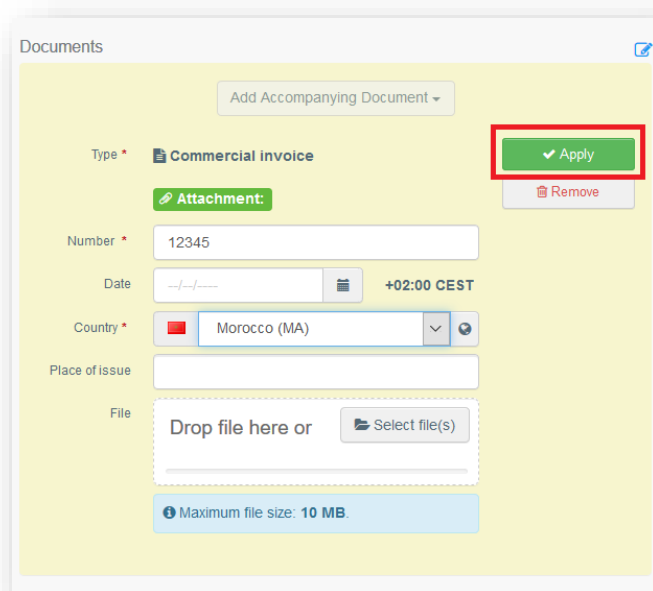 Documents
Add Accompanying Document
Type * Commercial invoice
Apply
Attachment:
Remove
Number * 12345
Date --/--/---- +02:00 CEST
Country * Morocco (MA)
Place of issue
File
Drop file here or Select file(s)
Maximum file size: 10 MB.